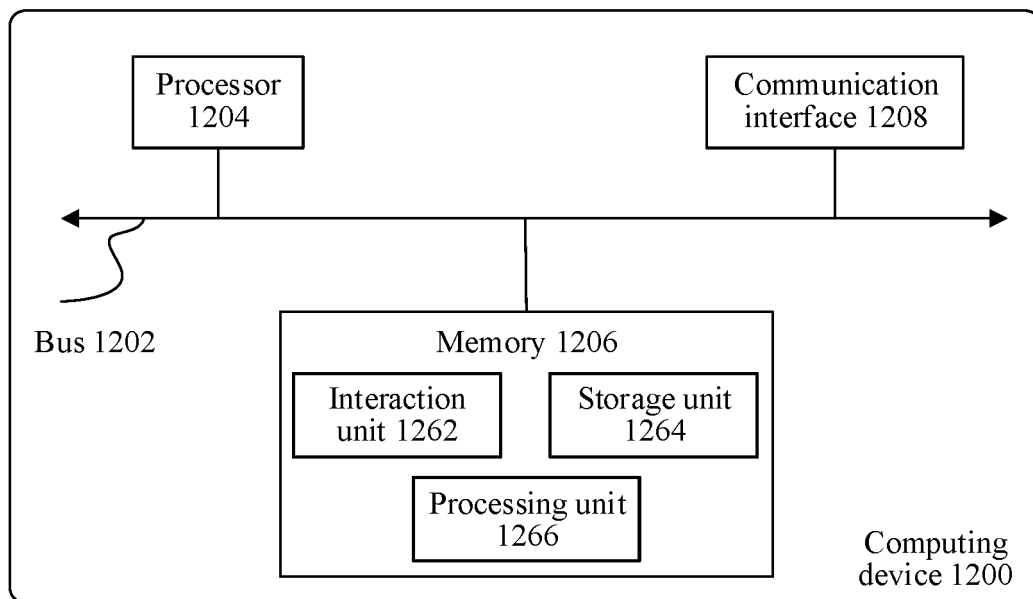 Processor
1204
Communication
interface 1208
Bus 1202
Memory 1206
Interaction
unit 1262
Storage unit
1264
Processing unit
1266
Computing
device 1200